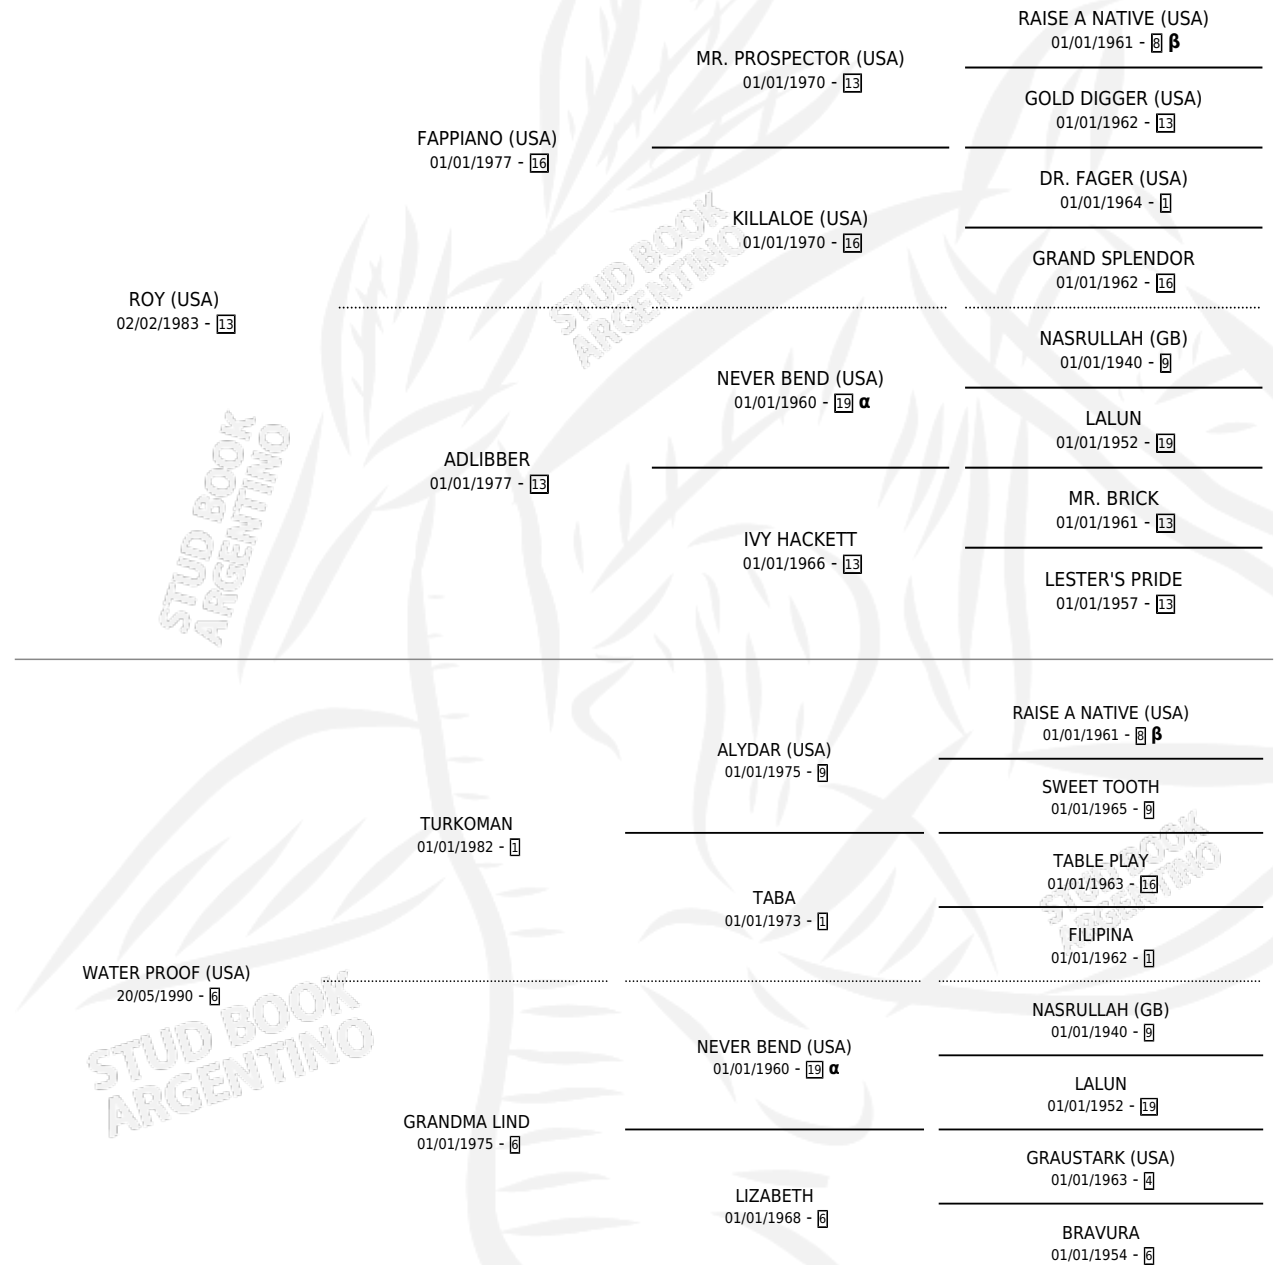 RAISE A NATIVE (USA)
01/01/1961 - 8 β
MR. PROSPECTOR (USA)
01/01/1970 - 13
GOLD DIGGER (USA)
01/01/1962 - 13
FAPPIANO (USA)
01/01/1977 - 16
DR. FAGER (USA)
01/01/1964 - 1
KILLALOE (USA)
01/01/1970 - 16
GRAND SPLENDOR
01/01/1962 - 16
ROY (USA)
02/02/1983 - 13
NASRULLAH (GB)
01/01/1940 - 9
NEVER BEND (USA)
01/01/1960 - 19 α
LALUN
01/01/1952 - 19
ADLIBBER
01/01/1977 - 13
MR. BRICK
01/01/1961 - 13
IVY HACKETT
01/01/1966 - 13
LESTER'S PRIDE
01/01/1957 - 13
RAISE A NATIVE (USA)
01/01/1961 - 8 β
ALYDAR (USA)
01/01/1975 - 9
SWEET TOOTH
01/01/1965 - 9
TURKOMAN
01/01/1982 - 1
TABLE PLAY
01/01/1963 - 16
TABA
01/01/1973 - 1
FILIPINA
01/01/1962 - 1
WATER PROOF (USA)
20/05/1990 - 6
NASRULLAH (GB)
01/01/1940 - 9
NEVER BEND (USA)
01/01/1960 - 19 α
LALUN
01/01/1952 - 19
GRANDMA LIND
01/01/1975 - 6
GRAUSTARK (USA)
01/01/1963 - 4
LIZABETH
01/01/1968 - 6
BRAVURA
01/01/1954 - 6
STUD BOOK
ARGENTINO
STUD BOOK
ARGENTINO
STUD BOOK
ARGENTINO
STUD BOOK
ARGENTINO